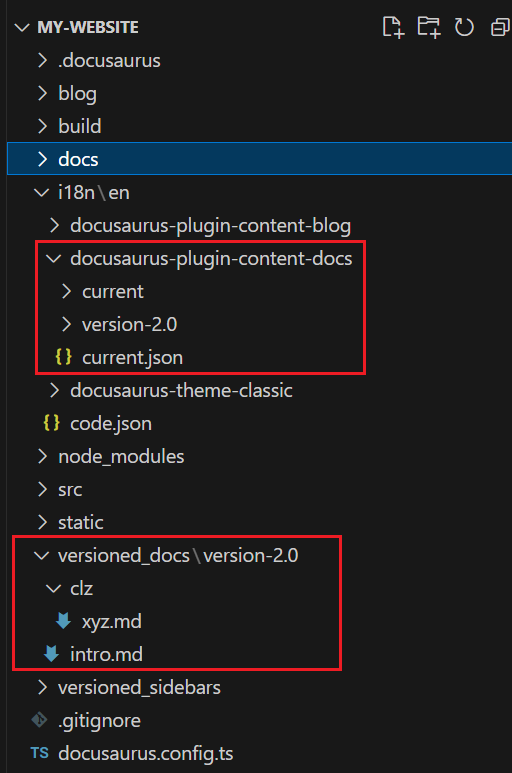 MY-WEBSITE
.docusaurus
blog
build
docs
i18n\en
docusaurus-plugin-content-blog
docusaurus-plugin-content-docs
current
version-2.0
{} current.json
docusaurus-theme-classic
{} code.json
node_modules
src
static
versioned_docs\version-2.0
clz
xyz.md
intro.md
versioned_sidebars
.gitignore
TS docusaurus.config.ts